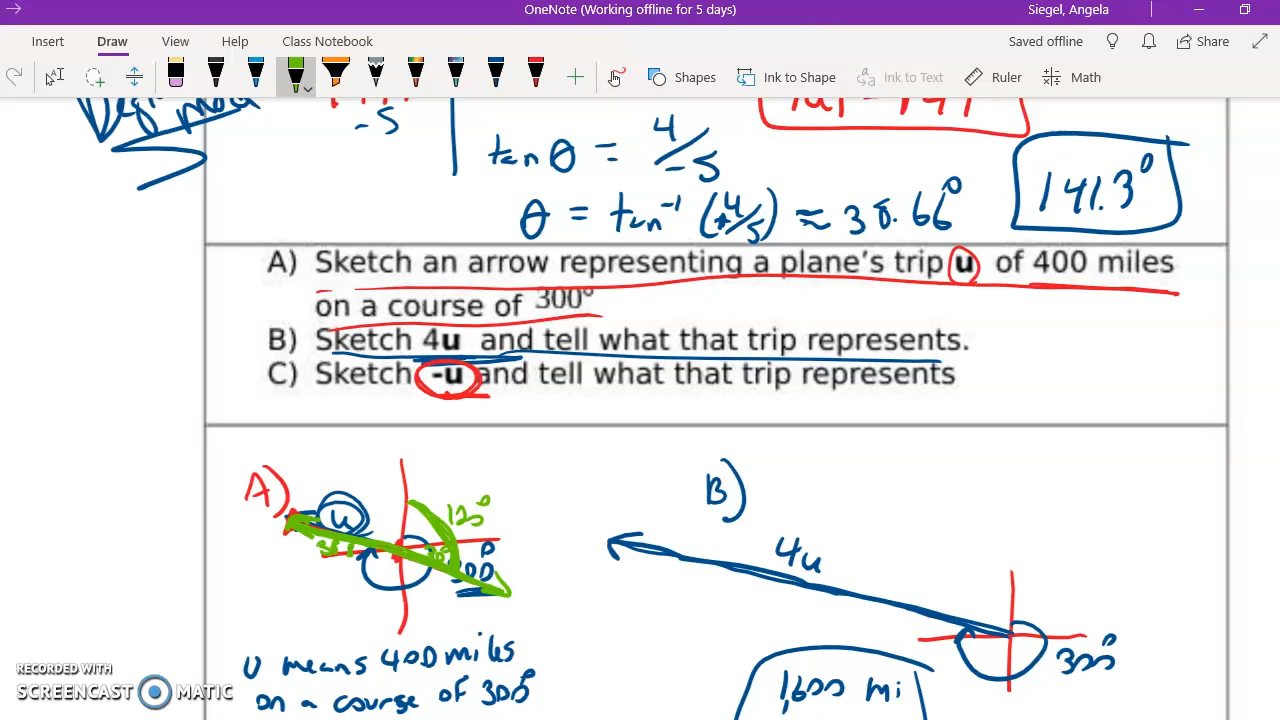 OneNote (Working offline for 5 days)
Siegel, Angela
Insert Draw View Help Class Notebook
Saved offline
Share
Shapes
Ink to Shape
Ink to Text
Ruler
Math
-5
tan θ = 4/-5
θ = tan⁻¹ (+4/5) ≈ 38.66°
141.3°
A) Sketch an arrow representing a plane's trip u of 400 miles
on a course of 300°
B) Sketch 4u and tell what that trip represents.
C) Sketch -u and tell what that trip represents
A)
u
120°
300°
U means 400 miles
on a course of 300°
B)
4u
300°
1,600 mi
RECORDED WITH
SCREENCAST MATIC